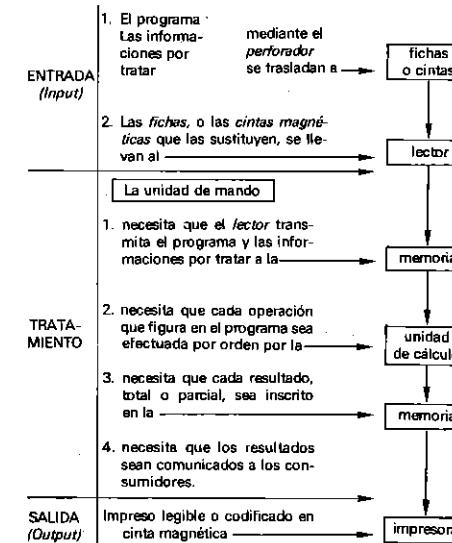 ENTRADA
(Input)
1. El programa
Las informa-
ciones por
tratar
mediante el
perforador
se trasladan a
fichas
o cintas
2. Las fichas, o las cintas magné-
ticas que las sustituyen, se lle-
van al
lector
TRATA-
MIENTO
La unidad de mando
1. necesita que el lector trans-
mita el programa y las infor-
maciones por tratar a la
memoria
2. necesita que cada operación
que figura en el programa sea
efectuada por orden por la
unidad
de cálculo
3. necesita que cada resultado,
total o parcial, sea inscrito
en la
memoria
4. necesita que los resultados
sean comunicados a los con-
sumidores.
SALIDA
(Output)
Impreso legible o codificado en
cinta magnética
impresora